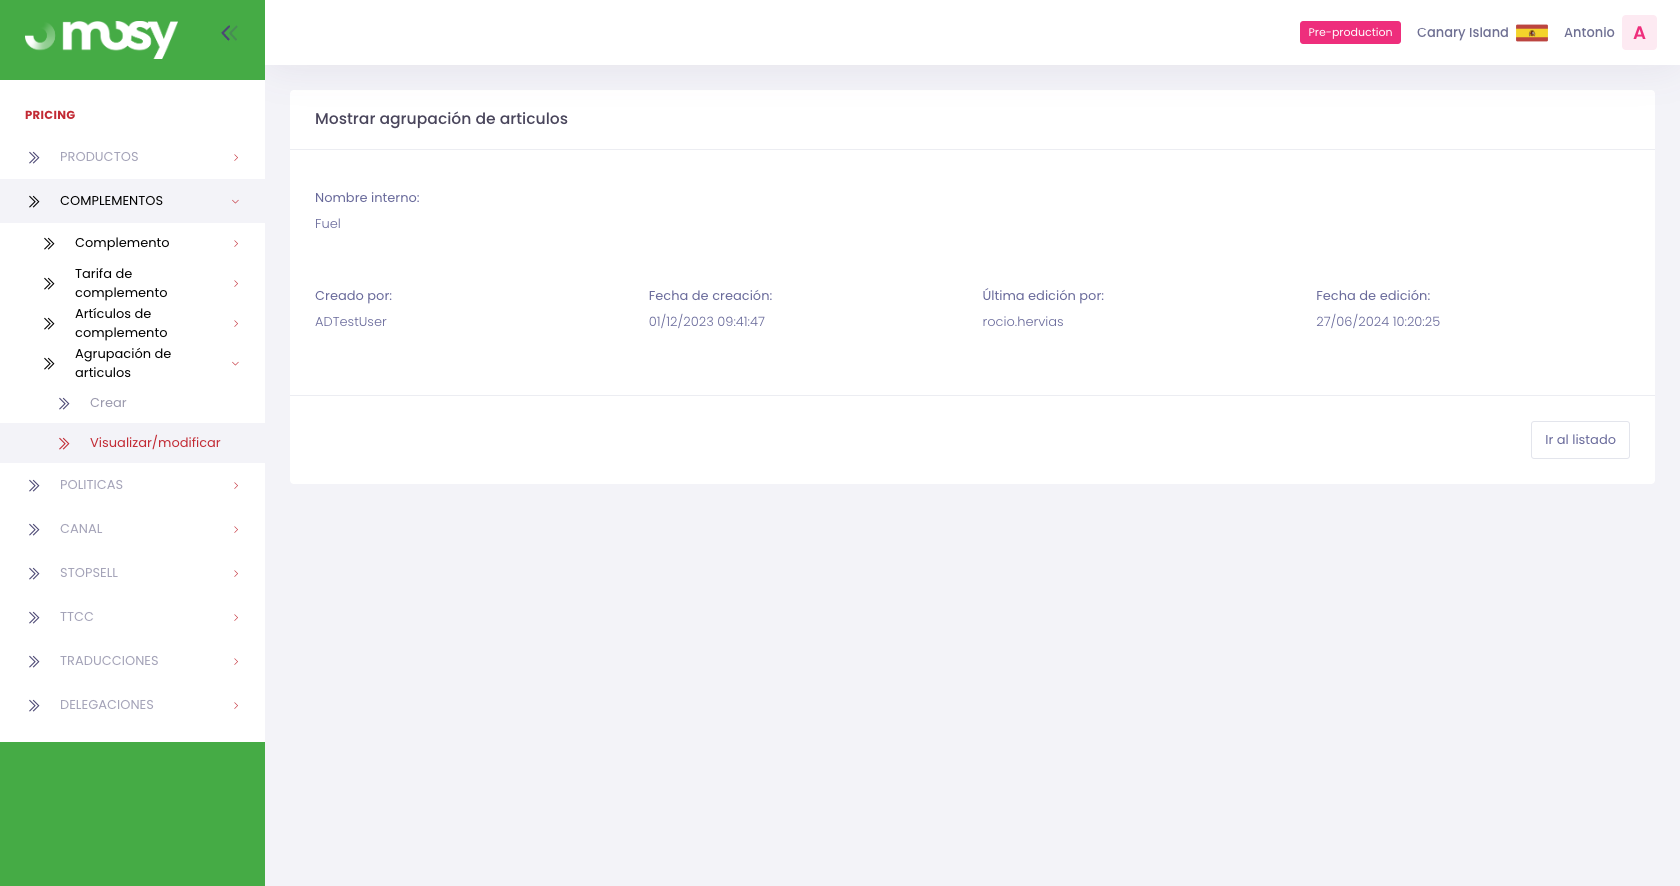 mosy
Pre-production
Canary Island
Antonio
A
PRICING
PRODUCTOS
COMPLEMENTOS
Complemento
Tarifa de
complemento
Artículos de
complemento
Agrupación de
articulos
Crear
Visualizar/modificar
POLITICAS
CANAL
STOPSELL
TTCC
TRADUCCIONES
DELEGACIONES
Mostrar agrupación de articulos
Nombre interno:
Fuel
Creado por:
ADTestUser
Fecha de creación:
01/12/2023 09:41:47
Última edición por:
rocio.hervias
Fecha de edición:
27/06/2024 10:20:25
Ir al listado